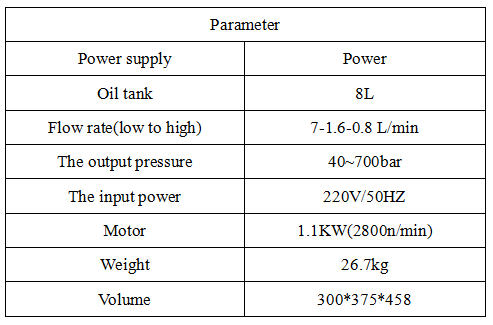 Parameter
Power supply Power
Oil tank 8L
Flow rate(low to high) 7-1.6-0.8 L/min
The output pressure 40~700bar
The input power 220V/50HZ
Motor 1.1KW(2800n/min)
Weight 26.7kg
Volume 300*375*458